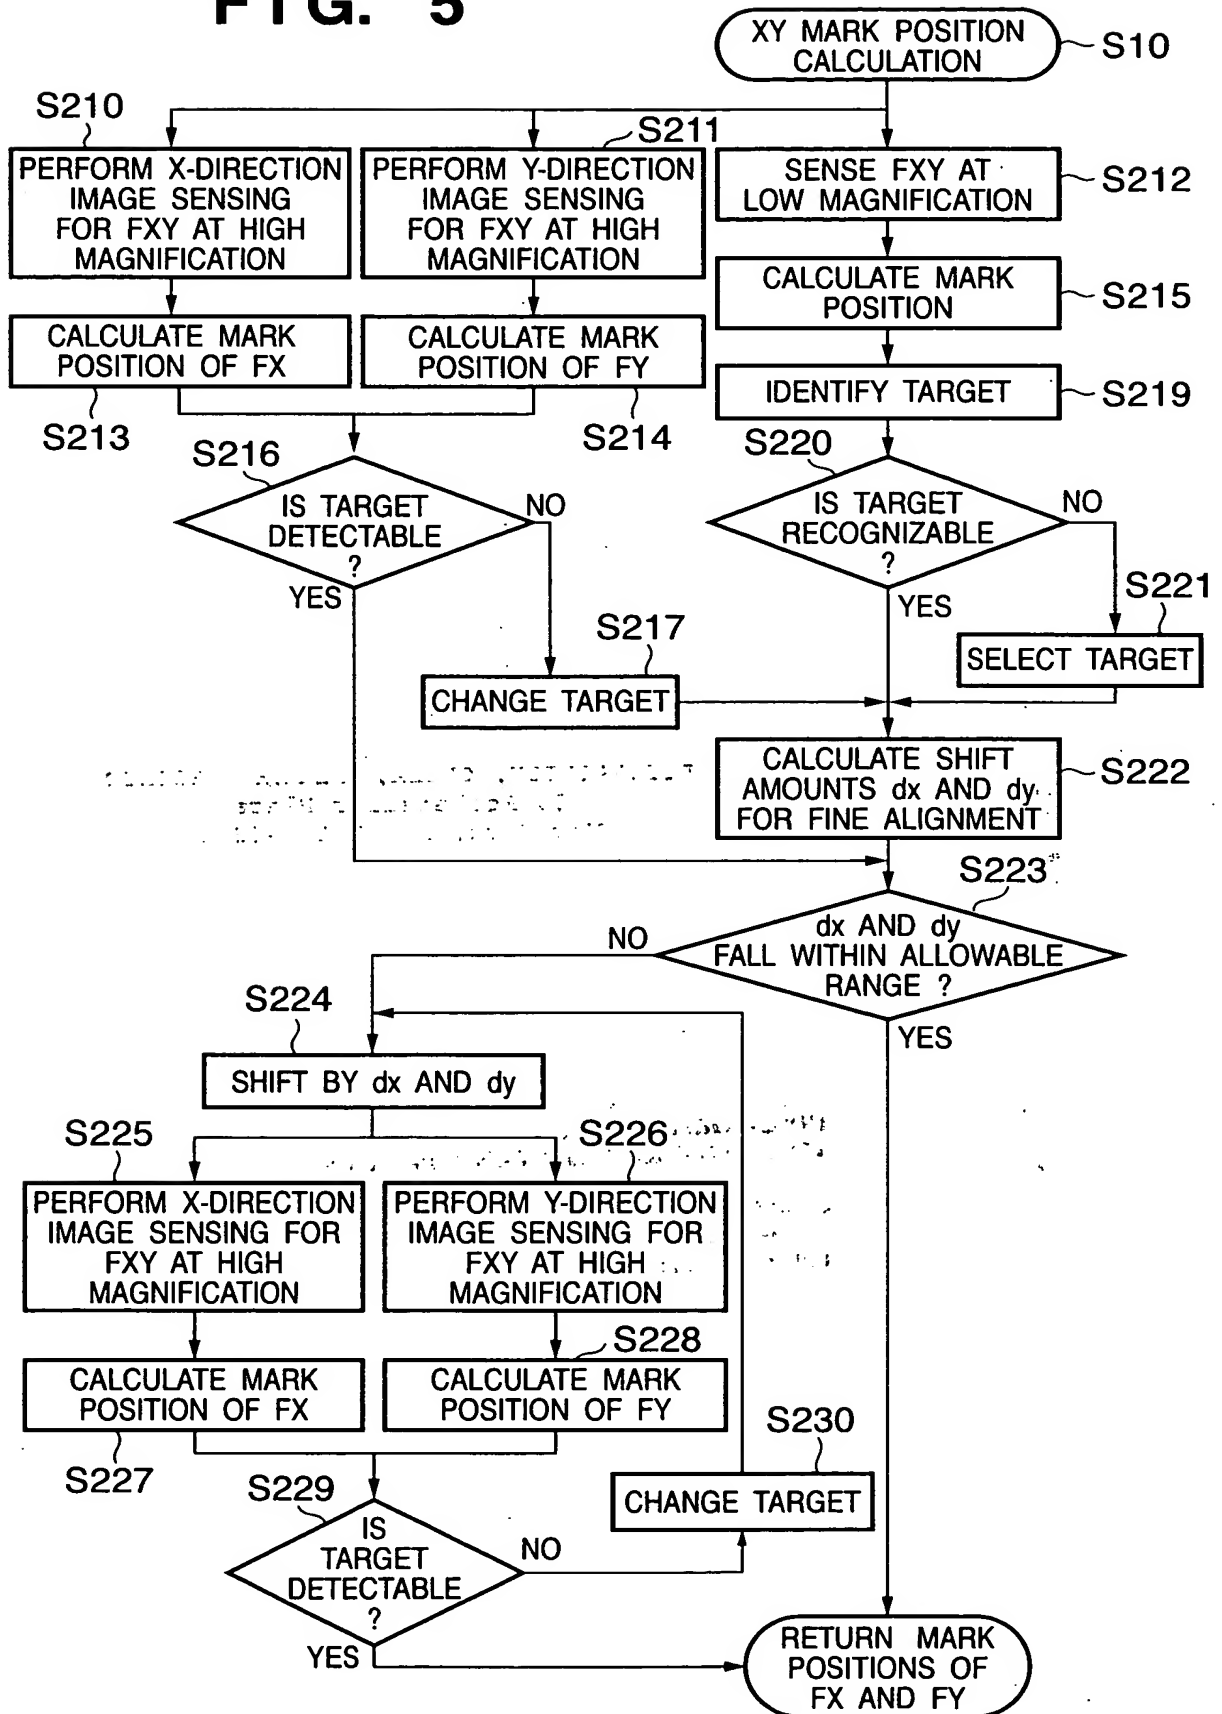 FIG. 5
XY MARK POSITION
CALCULATION
S10
S210
PERFORM X-DIRECTION
IMAGE SENSING
FOR FXY AT HIGH
MAGNIFICATION
S211
PERFORM Y-DIRECTION
IMAGE SENSING
FOR FXY AT HIGH
MAGNIFICATION
SENSE FXY AT
LOW MAGNIFICATION
S212
CALCULATE MARK
POSITION
S215
CALCULATE MARK
POSITION OF FX
S213
CALCULATE MARK
POSITION OF FY
S214
IDENTIFY TARGET
S219
S216
IS TARGET
DETECTABLE
?
NO
YES
S220
IS TARGET
RECOGNIZABLE
?
NO
YES
S221
SELECT TARGET
S217
CHANGE TARGET
CALCULATE SHIFT
AMOUNTS dx AND dy
FOR FINE ALIGNMENT
S222
S223
dx AND dy
FALL WITHIN ALLOWABLE
RANGE ?
NO
YES
S224
SHIFT BY dx AND dy
S225
PERFORM X-DIRECTION
IMAGE SENSING FOR
FXY AT HIGH
MAGNIFICATION
S226
PERFORM Y-DIRECTION
IMAGE SENSING FOR
FXY AT HIGH
MAGNIFICATION
CALCULATE MARK
POSITION OF FX
S227
S228
CALCULATE MARK
POSITION OF FY
S230
CHANGE TARGET
S229
IS
TARGET
DETECTABLE
?
NO
YES
RETURN MARK
POSITIONS OF
FX AND FY